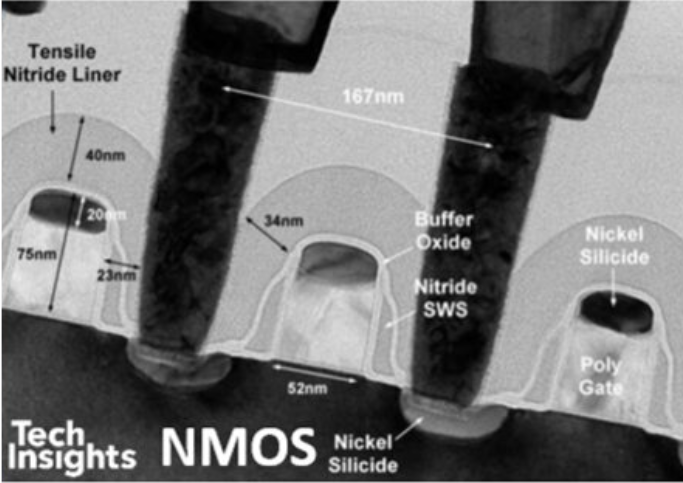 Tensile
Nitride Liner
167nm
40nm
20nm
75nm
23nm
34nm
Buffer
Oxide
Nickel
Silicide
Nitride
SWS
52nm
Poly
Gate
Tech
Insights
NMOS
Nickel
Silicide